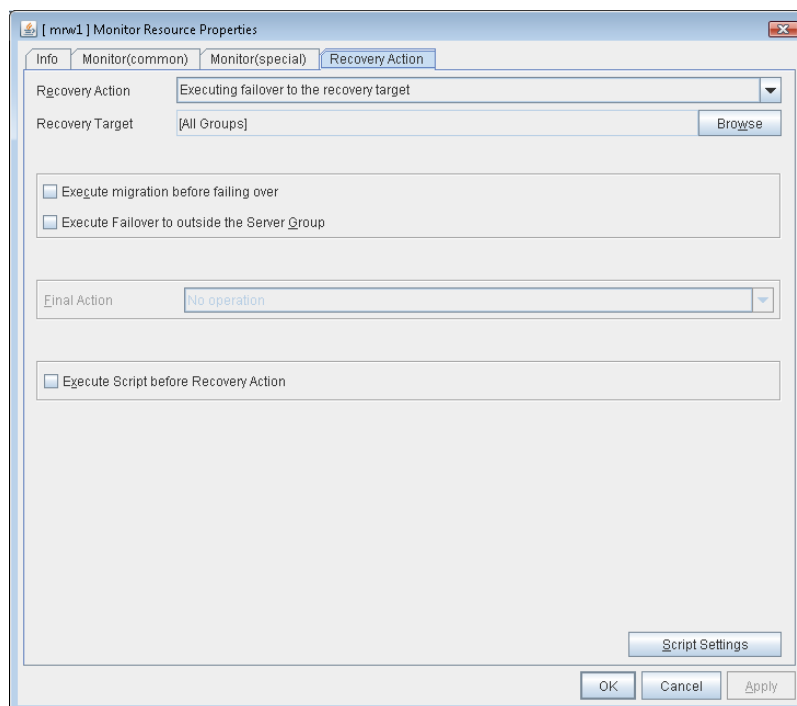 [ mrw1 ] Monitor Resource Properties
Info Monitor(common) Monitor(special) Recovery Action
Recovery Action Executing failover to the recovery target
Recovery Target [All Groups] Browse
Execute migration before failing over
Execute Failover to outside the Server Group
Final Action No operation
Execute Script before Recovery Action
Script Settings
OK Cancel Apply